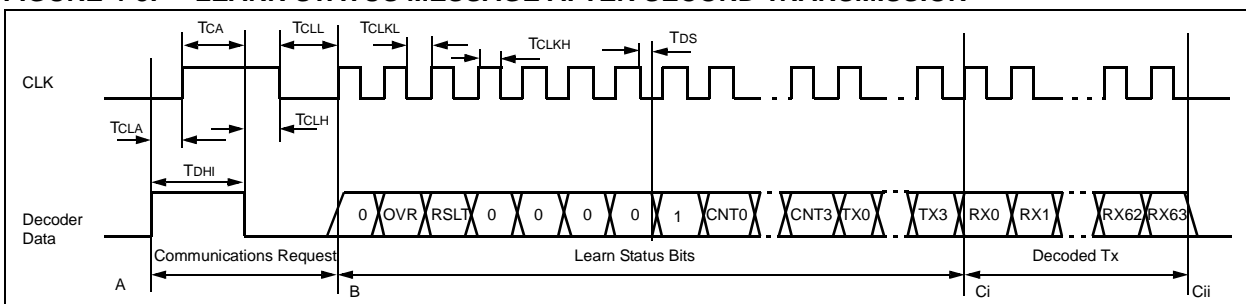 TCA TCLL TCLKL TCLKH TDS
CLK
TCLA TCLH
TDHI
Decoder
Data
0 OVR RSLT 0 0 0 0 1 CNT0 CNT3 TX0 TX3 RX0 RX1 RX62 RX63
Communications Request Learn Status Bits Decoded Tx
A B Ci Cii